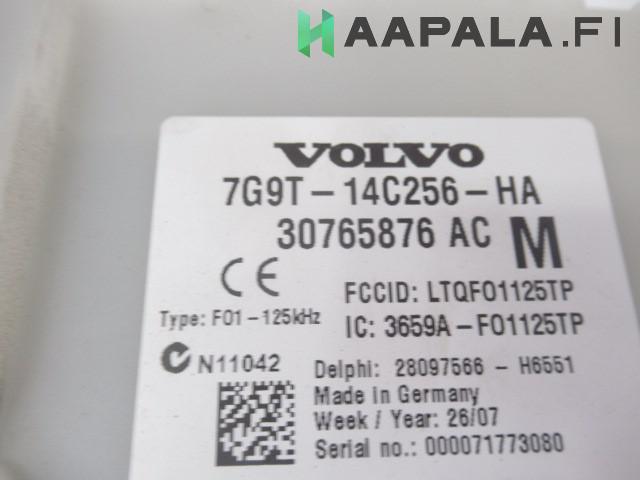 HAAPALA.FI
VOLVO
7G9T-14C256-HA
30765876 AC M
CE
FCCID: LTQF01125TP
Type: F01-125kHz
IC: 3659A-F01125TP
N11042
Delphi: 28097566 - H6551
Made in Germany
Week / Year: 26/07
Serial no.: 000071773080